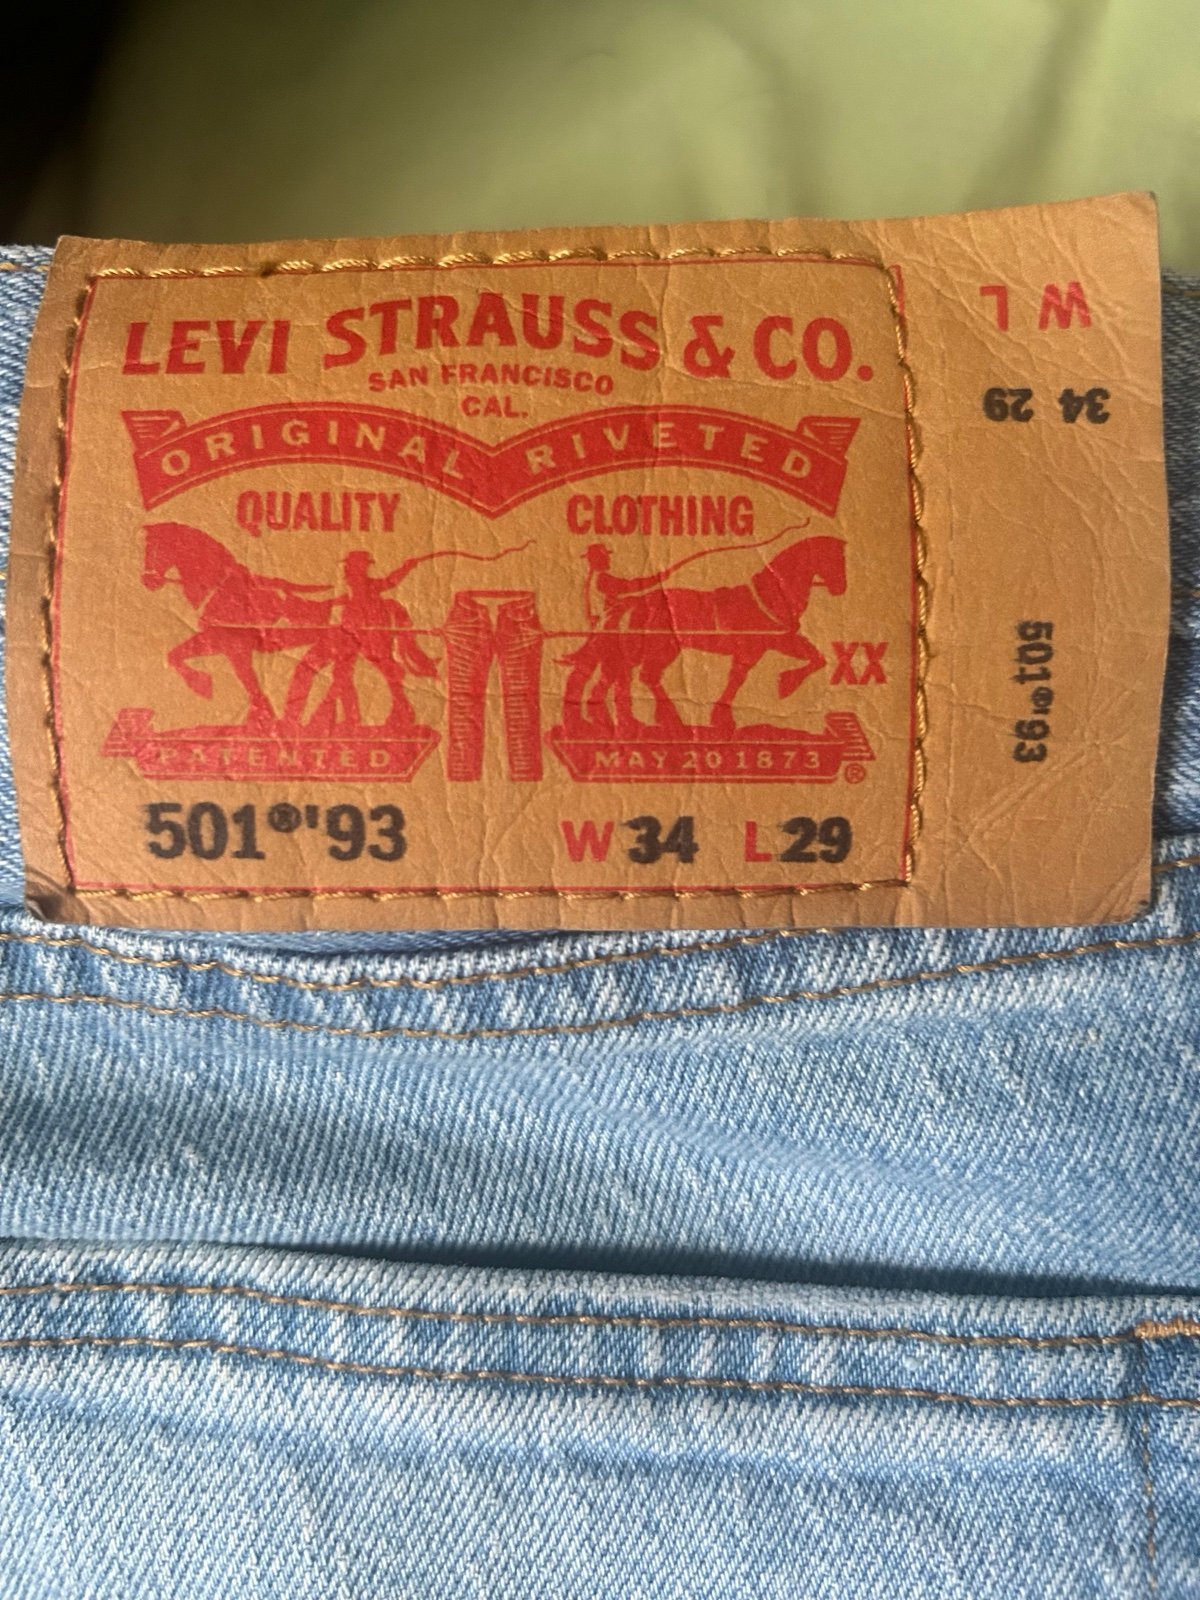 LEVI STRAUSS & CO.
SAN FRANCISCO
CAL.
ORIGINAL RIVETED
QUALITY CLOTHING
XX
PATENTED MAY 20 1873 ®
501®'93 W34 L29
W L
34 29
501®'93